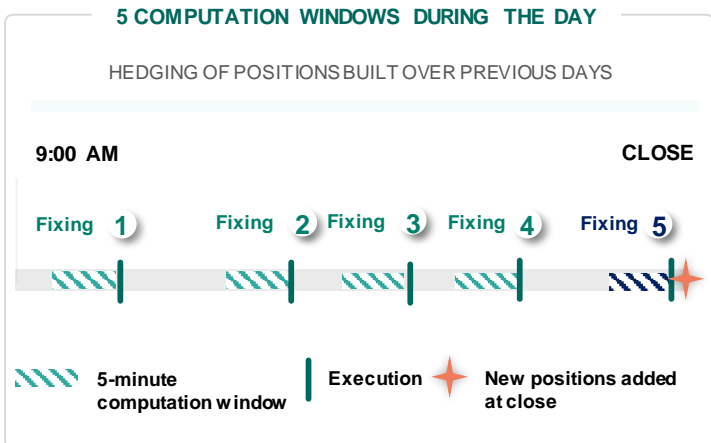 5 COMPUTATION WINDOWS DURING THE DAY
HEDGING OF POSITIONS BUILT OVER PREVIOUS DAYS
9:00 AM CLOSE
Fixing 1 Fixing 2 Fixing 3 Fixing 4 Fixing 5
5-minute Execution New positions added
computation window at close